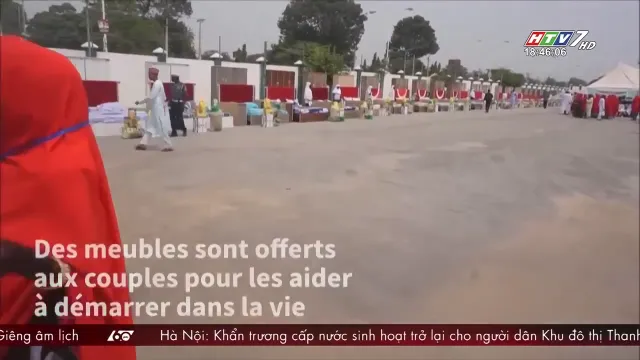 HTV7 HD
18:46:06
Des meubles sont offerts
aux couples pour les aider
à démarrer dans la vie
Giêng âm lịch 60 Hà Nội: Khẩn trương cấp nước sinh hoạt trở lại cho người dân Khu đô thị Thanh